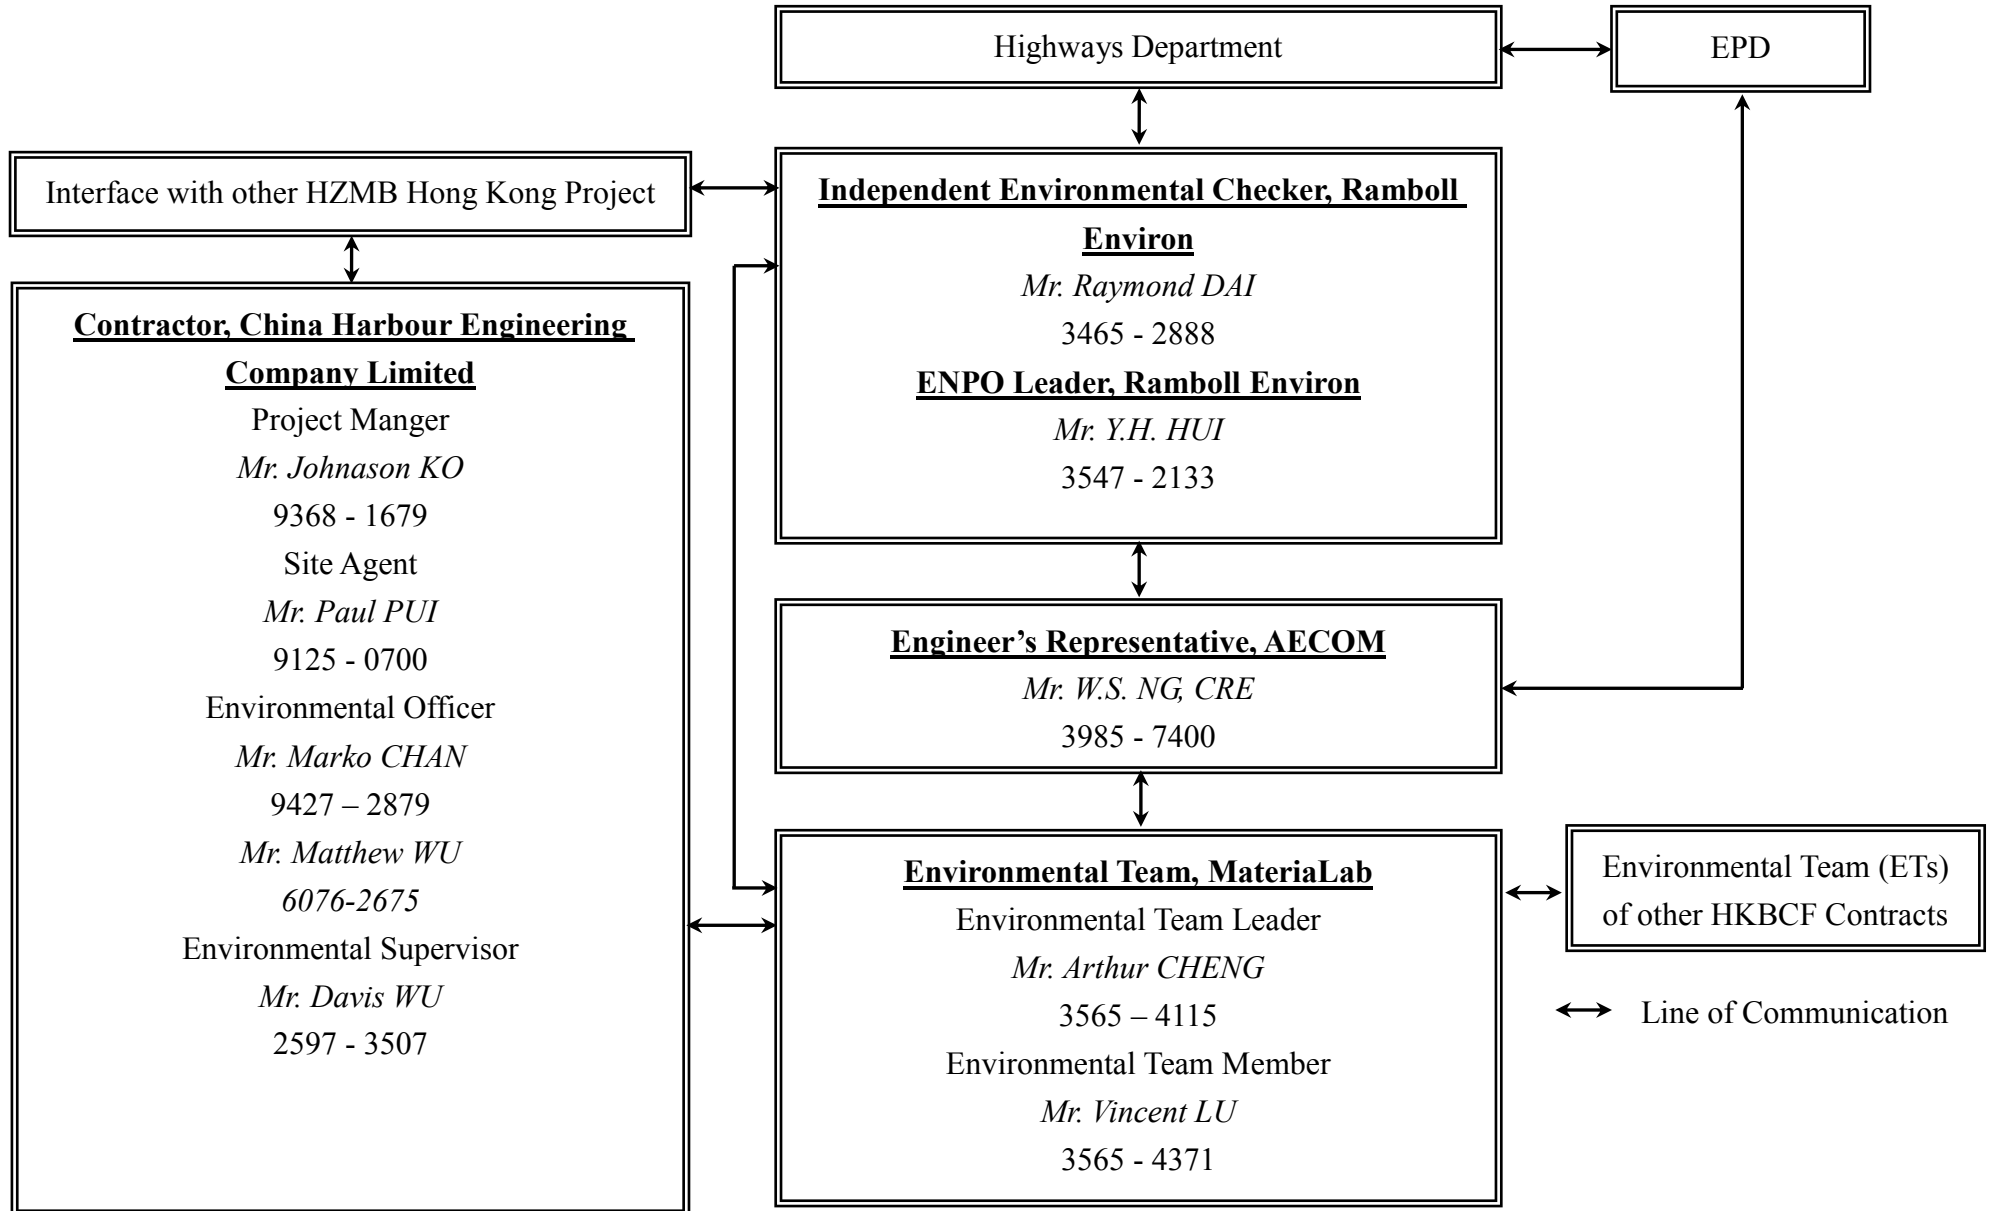 Highways Department
EPD
Interface with other HZMB Hong Kong Project
Independent Environmental Checker, Ramboll
Environ
Mr. Raymond DAI
3465 - 2888
ENPO Leader, Ramboll Environ
Mr. Y.H. HUI
3547 - 2133
Contractor, China Harbour Engineering
Company Limited
Project Manger
Mr. Johnason KO
9368 - 1679
Site Agent
Mr. Paul PUI
9125 - 0700
Environmental Officer
Mr. Marko CHAN
9427 – 2879
Mr. Matthew WU
6076-2675
Environmental Supervisor
Mr. Davis WU
2597 - 3507
Engineer’s Representative, AECOM
Mr. W.S. NG, CRE
3985 - 7400
Environmental Team, MateriaLab
Environmental Team Leader
Mr. Arthur CHENG
3565 – 4115
Environmental Team Member
Mr. Vincent LU
3565 - 4371
Environmental Team (ETs)
of other HKBCF Contracts
Line of Communication